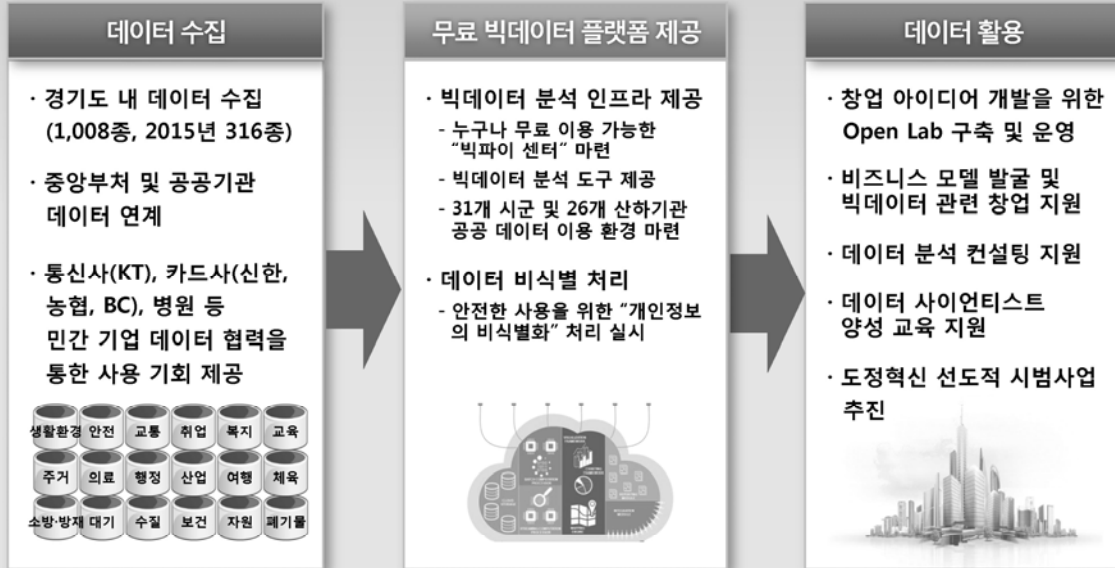 데이터 수집
· 경기도 내 데이터 수집
(1,008종, 2015년 316종)
· 중앙부처 및 공공기관
데이터 연계
· 통신사(KT), 카드사(신한,
농협, BC), 병원 등
민간 기업 데이터 협력을
통한 사용 기회 제공
생활환경 안전 교통 취업 복지 교육
주거 의료 행정 산업 여행 체육
소방·방재 대기 수질 보건 자원 폐기물
무료 빅데이터 플랫폼 제공
· 빅데이터 분석 인프라 제공
- 누구나 무료 이용 가능한
“빅파이 센터” 마련
- 빅데이터 분석 도구 제공
- 31개 시군 및 26개 산하기관
공공 데이터 이용 환경 마련
· 데이터 비식별 처리
- 안전한 사용을 위한 “개인정보
의 비식별화” 처리 실시
데이터 활용
· 창업 아이디어 개발을 위한
Open Lab 구축 및 운영
· 비즈니스 모델 발굴 및
빅데이터 관련 창업 지원
· 데이터 분석 컨설팅 지원
· 데이터 사이언티스트
양성 교육 지원
· 도정혁신 선도적 시범사업
추진